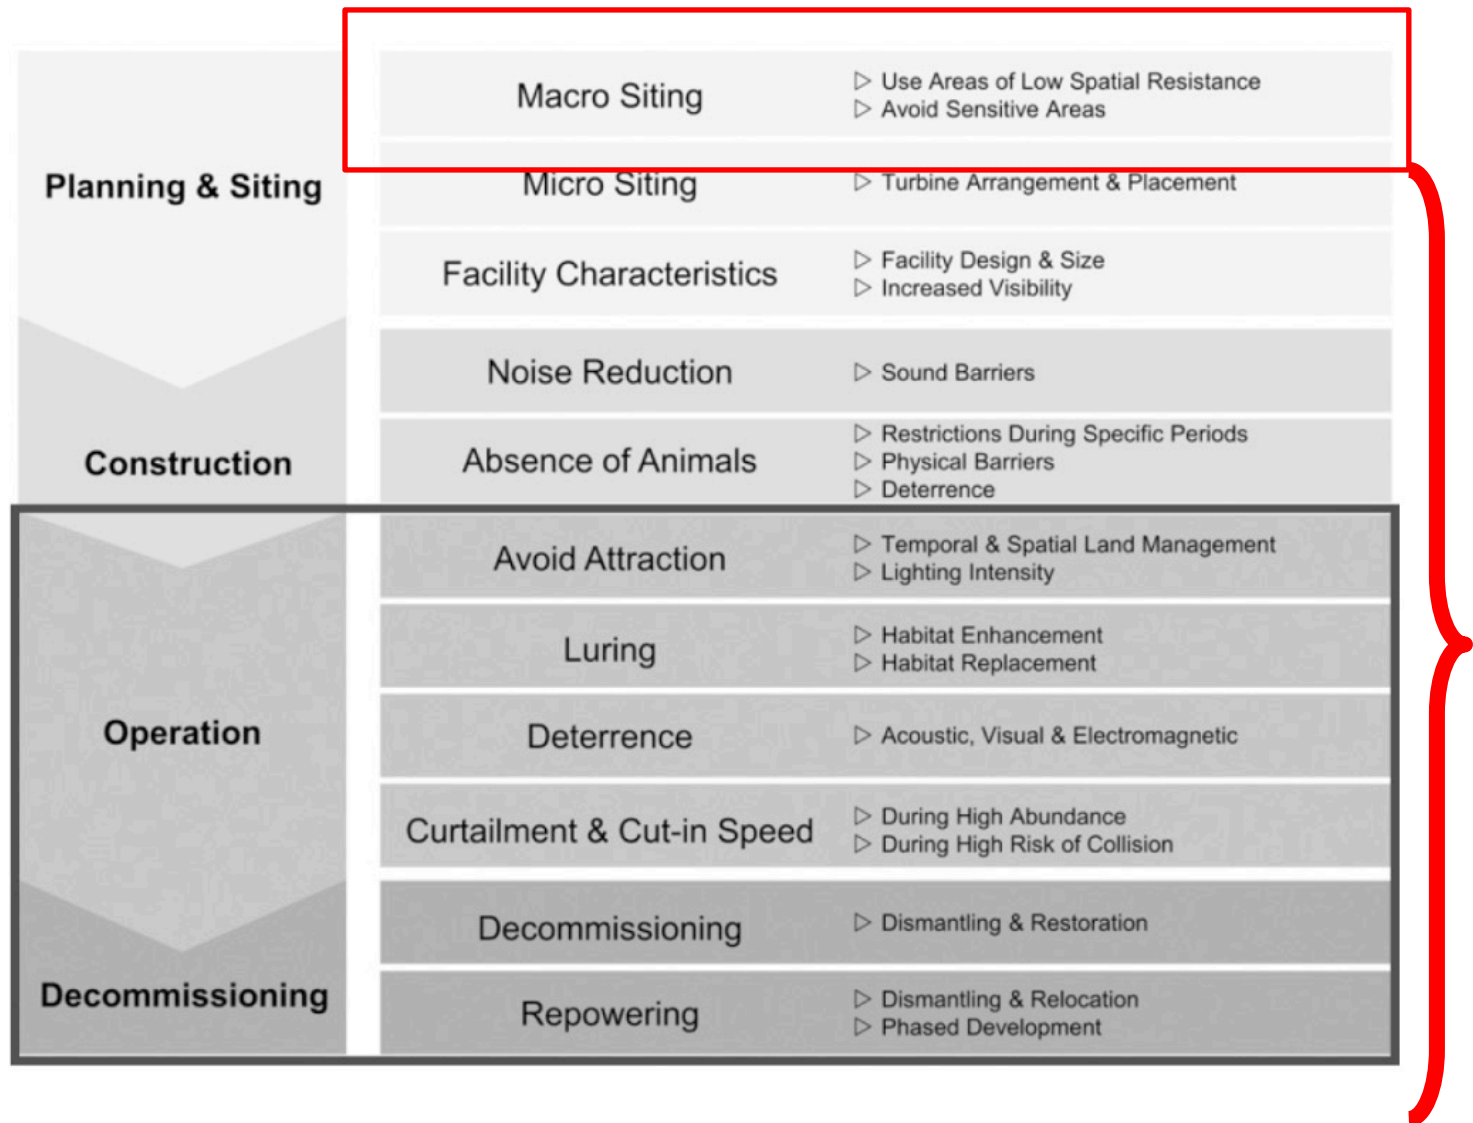 Macro Siting
▷ Use Areas of Low Spatial Resistance
▷ Avoid Sensitive Areas
Planning & Siting
Micro Siting
▷ Turbine Arrangement & Placement
Facility Characteristics
▷ Facility Design & Size
▷ Increased Visibility
Noise Reduction
▷ Sound Barriers
Construction
Absence of Animals
▷ Restrictions During Specific Periods
▷ Physical Barriers
▷ Deterrence
Avoid Attraction
▷ Temporal & Spatial Land Management
▷ Lighting Intensity
Luring
▷ Habitat Enhancement
▷ Habitat Replacement
Operation
Deterrence
▷ Acoustic, Visual & Electromagnetic
Curtailment & Cut-in Speed
▷ During High Abundance
▷ During High Risk of Collision
Decommissioning
▷ Dismantling & Restoration
Decommissioning
Repowering
▷ Dismantling & Relocation
▷ Phased Development